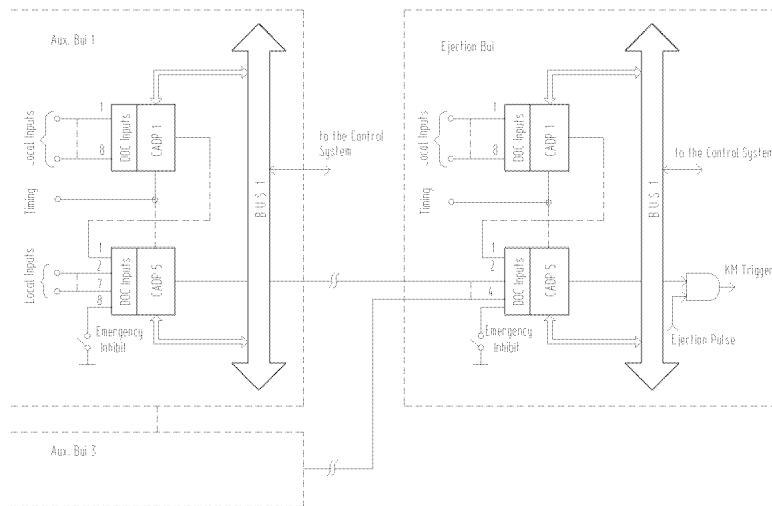 Aux. Bui 1
Local Inputs
1
8
DOC Inputs
CADP 1
Timing
Local Inputs
1
2
7
8
DOC Inputs
CADP 5
Emergency
Inhibit
BUS 1
to the Control
System
Ejection Bui
Local Inputs
1
8
DOC Inputs
CADP 1
Timing
1
2
4
DOC Inputs
CADP 5
Emergency
Inhibit
BUS 1
to the Control System
KM Trigger
Ejection Pulse
Aux. Bui 3